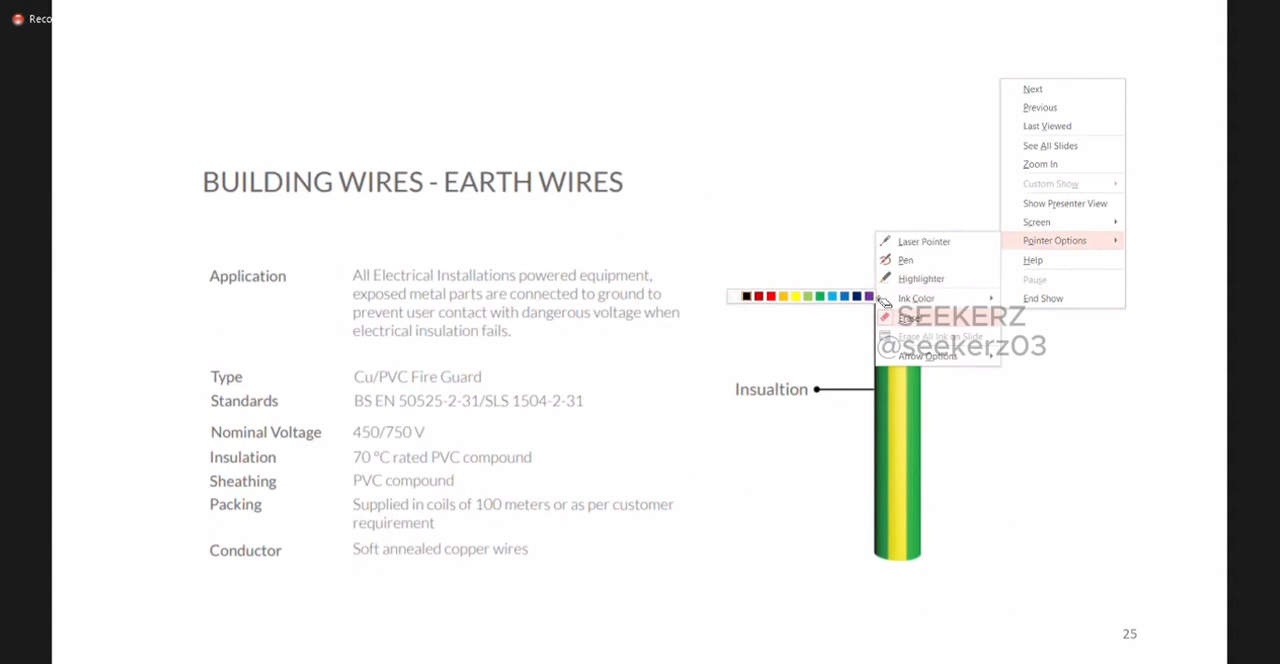 Reco
BUILDING WIRES - EARTH WIRES
Application
All Electrical Installations powered equipment,
exposed metal parts are connected to ground to
prevent user contact with dangerous voltage when
electrical insulation fails.
Type
Cu/PVC Fire Guard
Standards
BS EN 50525-2-31/SLS 1504-2-31
Nominal Voltage
450/750 V
Insulation
70 °C rated PVC compound
Sheathing
PVC compound
Packing
Supplied in coils of 100 meters or as per customer
requirement
Conductor
Soft annealed copper wires
Insualtion
Next
Previous
Last Viewed
See All Slides
Zoom In
Custom Show
Show Presenter View
Screen
Pointer Options
Help
Pause
End Show
Laser Pointer
Pen
Highlighter
Ink Color
Eraser
Erase All Ink on Slide
Arrow Options
SEEKERZ
@seekerz03
25